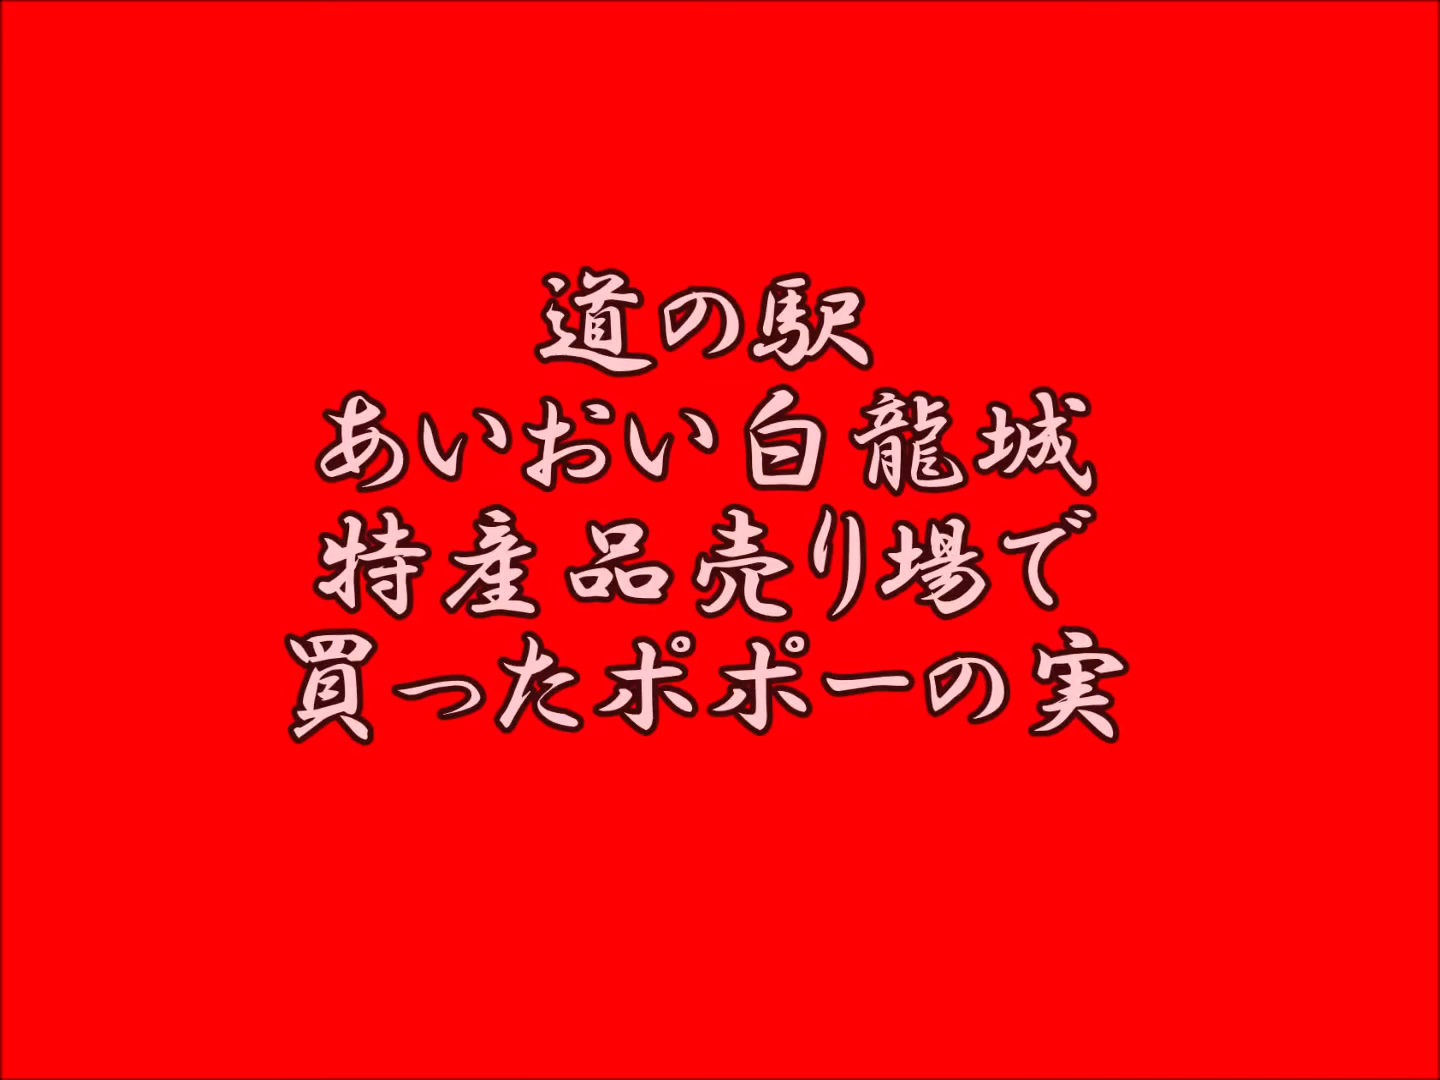 道の駅
あいおい白龍城
特産品売り場で
買ったポポーの実